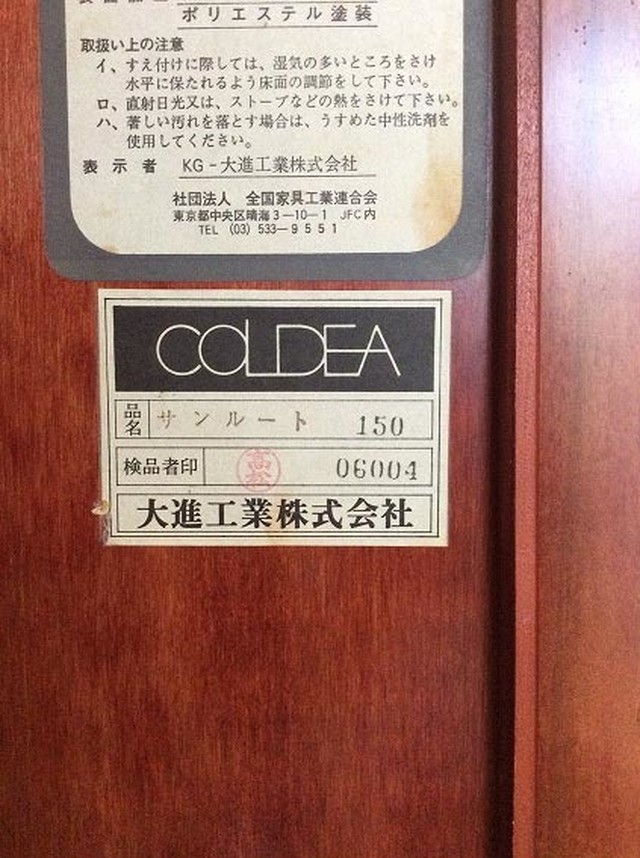 ポリエステル塗装
取扱い上の注意
イ、すえ付けに際しては、湿気の多いところをさけ
水平に保たれるよう床面の調節をして下さい。
ロ、直射日光又は、ストーブなどの熱をさけて下さい。
ハ、著しい汚れを落とす場合は、うすめた中性洗剤を
使用してください。
表示者 KG-大進工業株式会社
社団法人 全国家具工業連合会
東京都中央区晴海3-10-1 JFC内
TEL (03) 533-9551
COLDEA
品名 サンルート 150
検品者印 高松 06004
大進工業株式会社